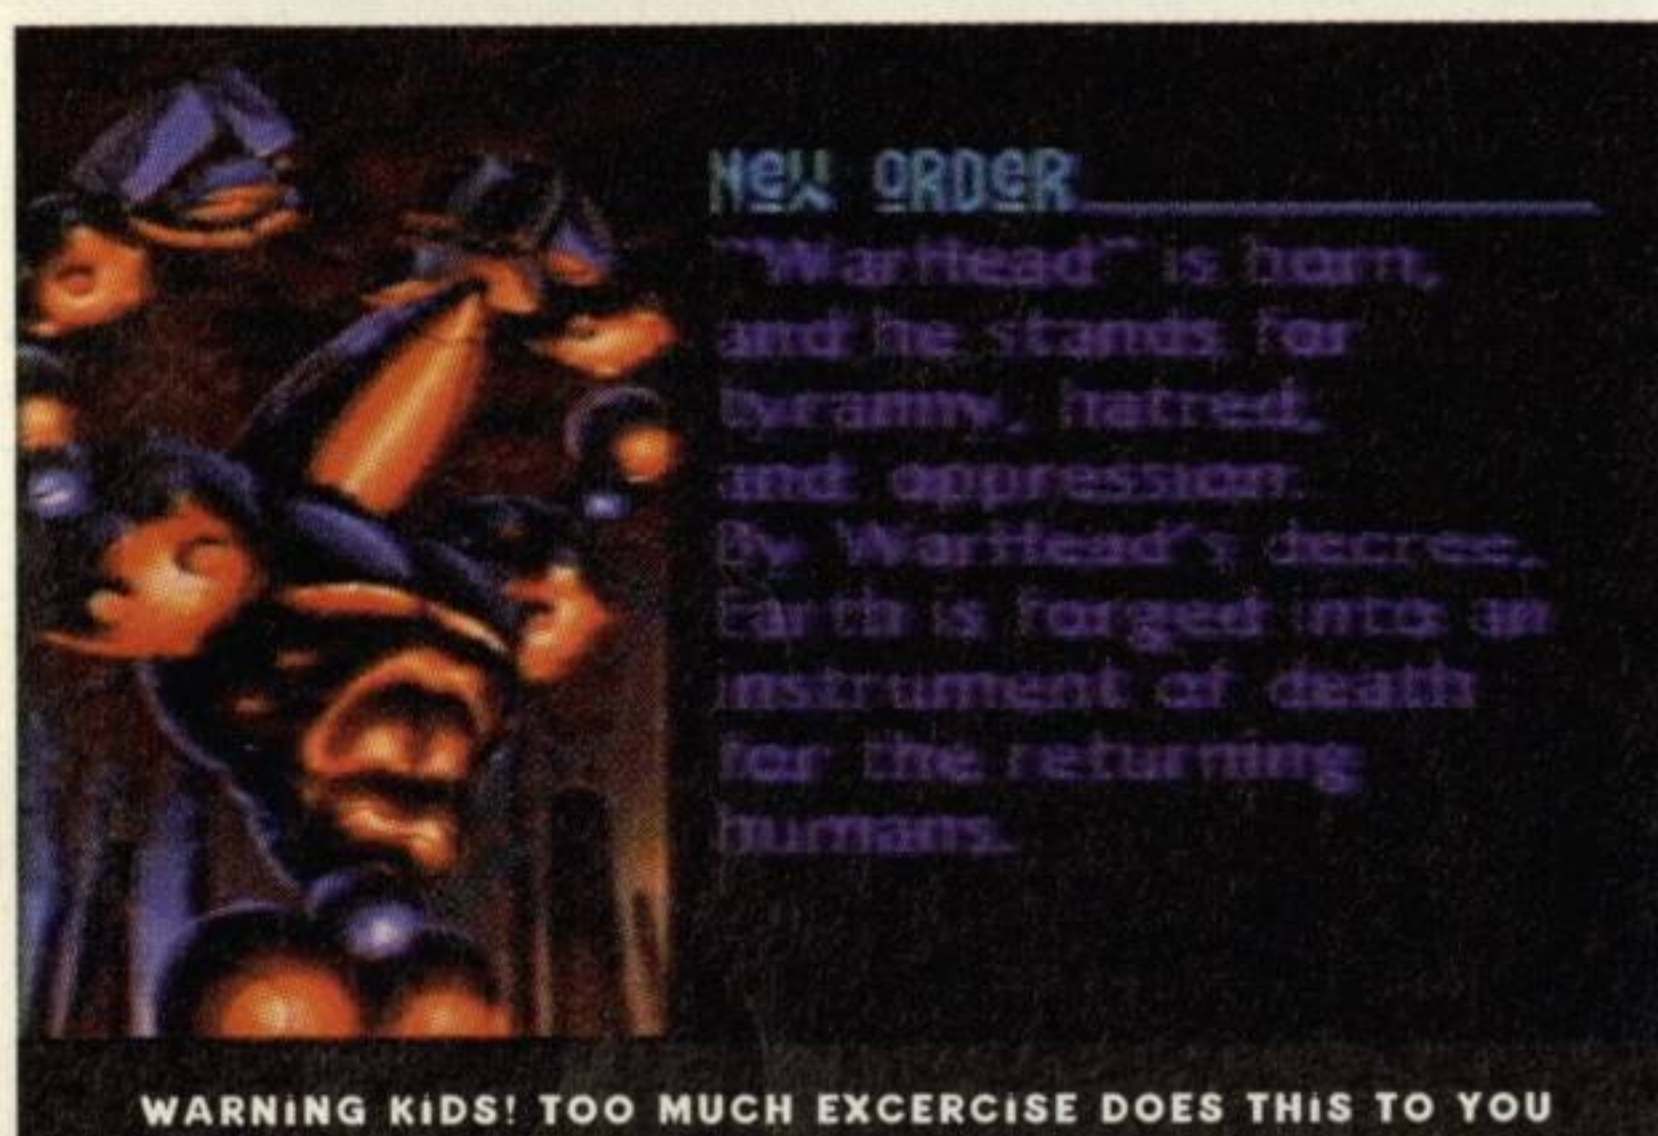 NEW ORDER
"WarHead" is born,
and he stands for
tyranny, hatred,
and oppression.
By WarHead's decree,
Earth is forged into an
instrument of death
for the returning
humans.
WARNiNG KiDS! TOO MUCH EXCERCiSE DOES THiS TO YOU